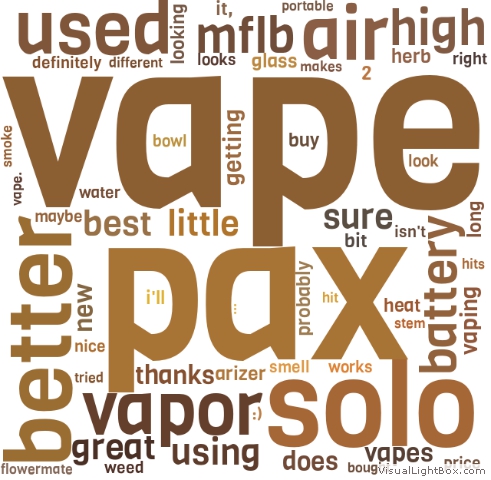 used
looking
it,
portable
mflb
air
high
definitely
different
looks
glass
makes
herb
right
2
vape
smoke
bowl
getting
buy
look
vape.
water
maybe
best
little
sure
isn't
long
bit
better
new
pax
i'll
:
probably
hit
heat
stem
battery
hits
vaping
nice
tried
thanks
arizer
smell
works
vapor
:)
solo
great
using
flowermate
weed
does
vapes
price
VisualLightBox.com